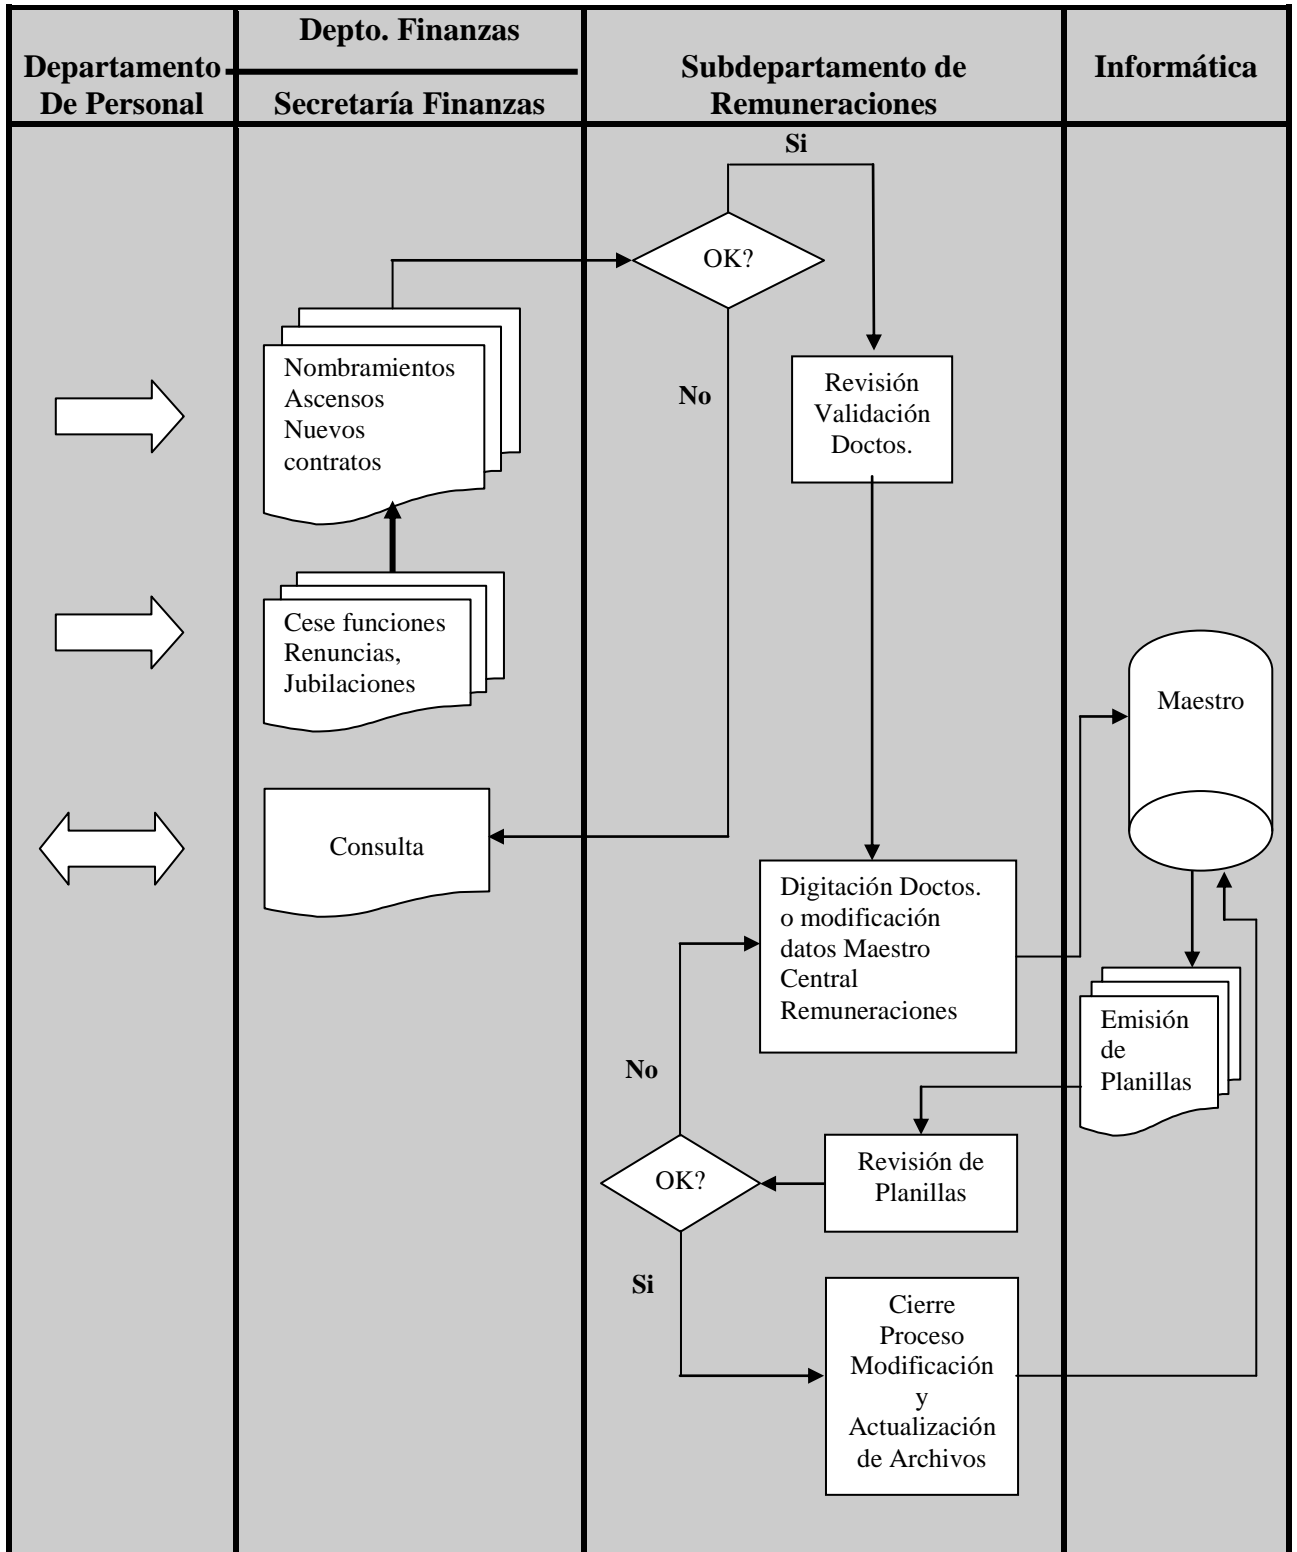 Departamento
De Personal
Depto. Finanzas
Secretaría Finanzas
Subdepartamento de
Remuneraciones
Informática
Si
OK?
No
Nombramientos
Ascensos
Nuevos
contratos
Revisión
Validación
Doctos.
Cese funciones
Renuncias,
Jubilaciones
Maestro
Consulta
Digitación Doctos.
o modificación
datos Maestro
Central
Remuneraciones
Emisión
de
Planillas
No
OK?
Revisión de
Planillas
Si
Cierre
Proceso
Modificación
y
Actualización
de Archivos